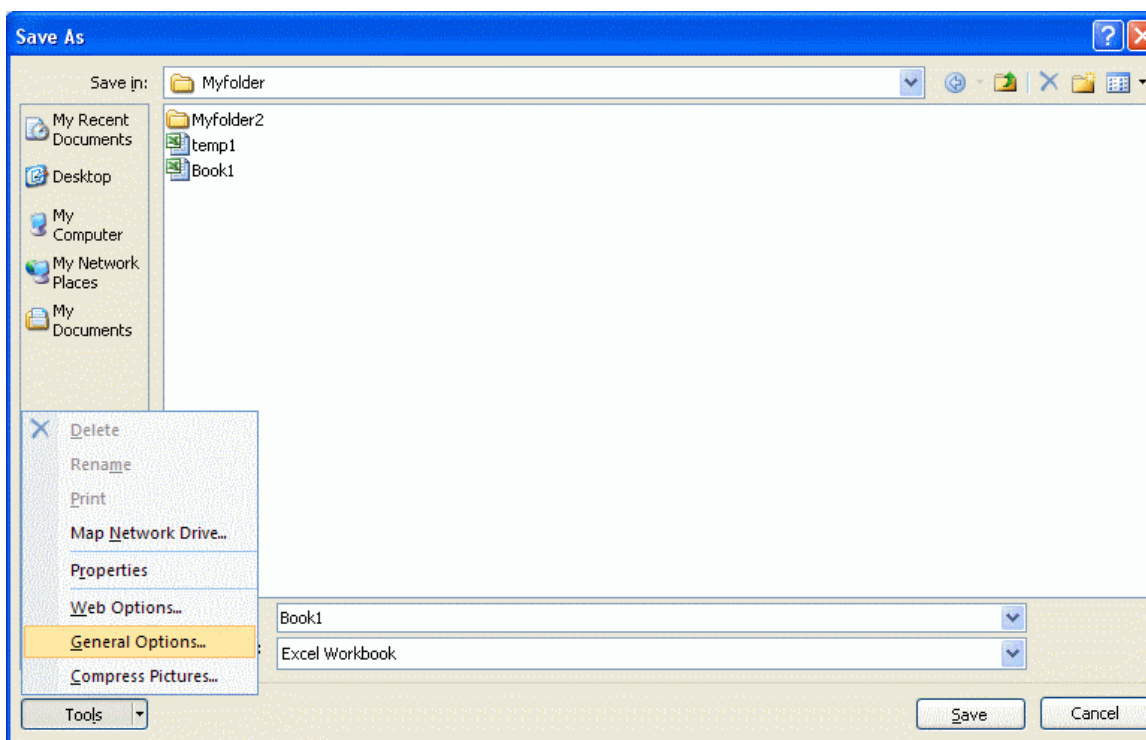 Save As
Save in:
Myfolder
My Recent
Documents
Desktop
My
Computer
My Network
Places
My
Documents
Myfolder2
temp1
Book1
Delete
Rename
Print
Map Network Drive...
Properties
Web Options...
General Options...
Compress Pictures...
Book1
: Excel Workbook
Tools
Save
Cancel